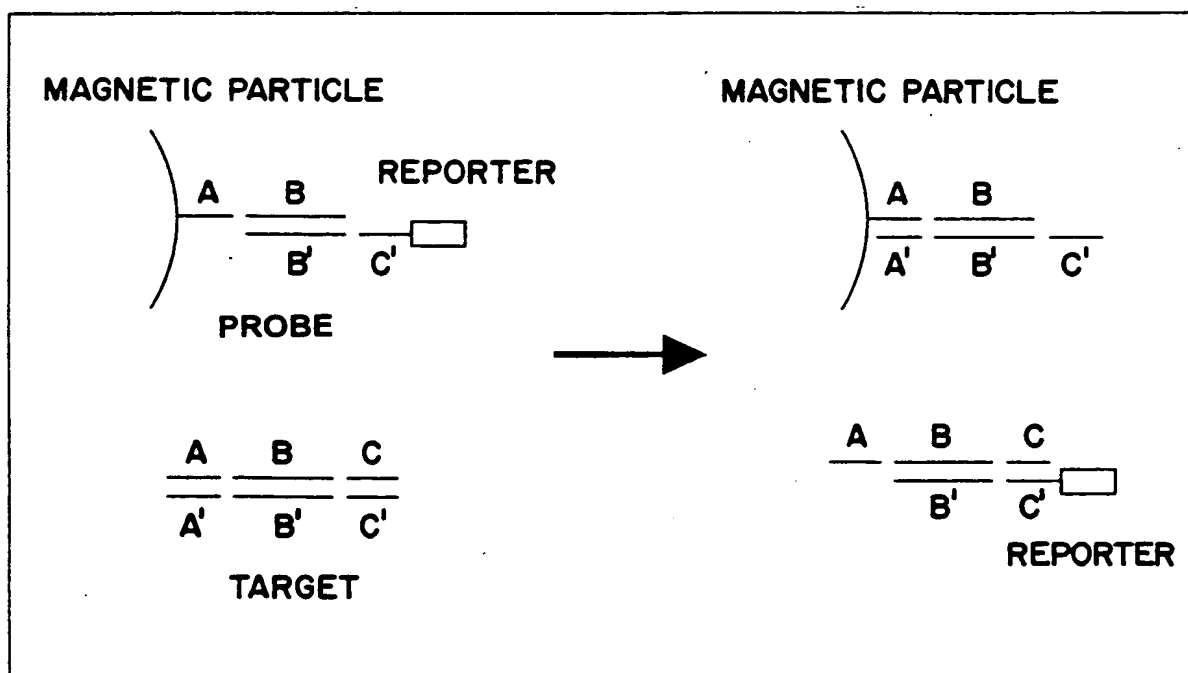 MAGNETIC PARTICLE
A B REPORTER
B' C'
PROBE
A B C
A' B' C'
TARGET
MAGNETIC PARTICLE
A B
A' B' C'
A B C
B' C'
REPORTER